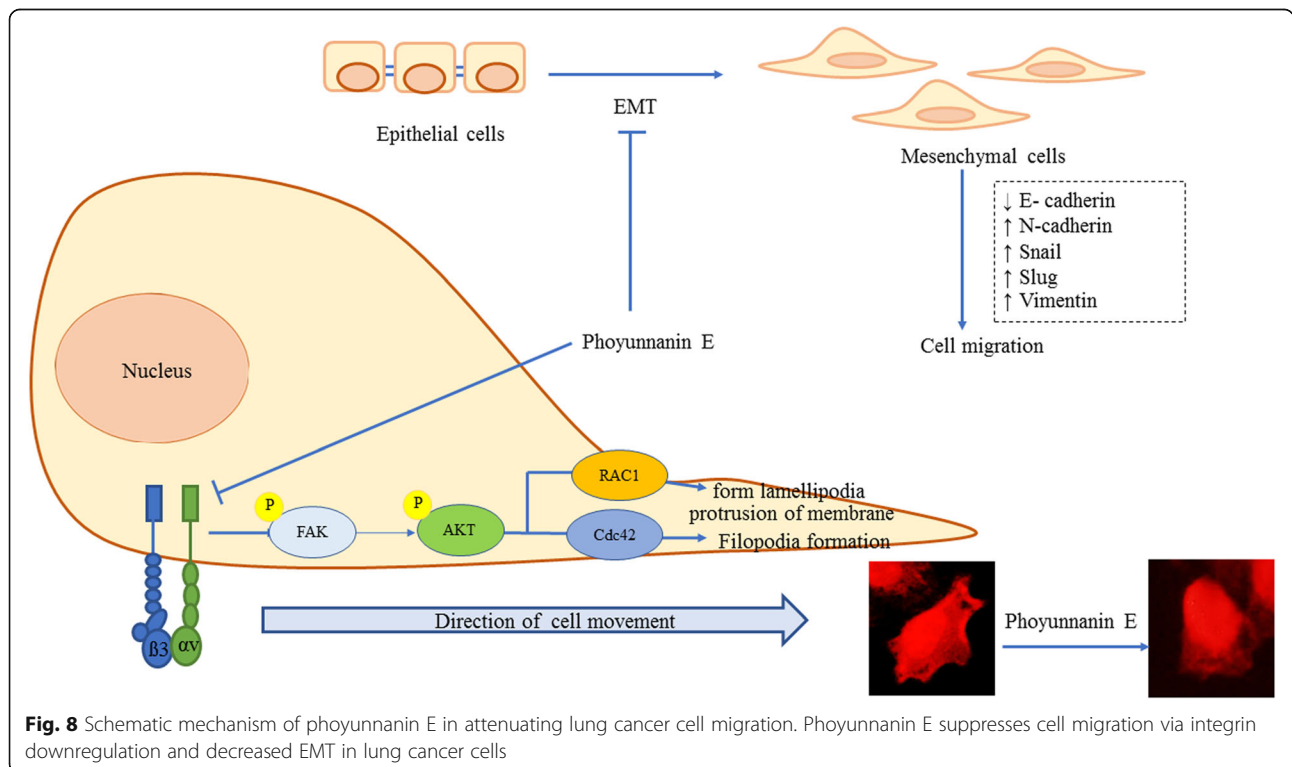 EMT
Epithelial cells
Mesenchymal cells
↓ E- cadherin
↑ N-cadherin
↑ Snail
↑ Slug
↑ Vimentin
Cell migration
Phoyunnanin E
Nucleus
P
FAK
P
AKT
RAC1
Cdc42
form lamellipodia
protrusion of membrane
Filopodia formation
ß3
αv
Direction of cell movement
Phoyunnanin E
Fig. 8 Schematic mechanism of phoyunnanin E in attenuating lung cancer cell migration. Phoyunnanin E suppresses cell migration via integrin
downregulation and decreased EMT in lung cancer cells